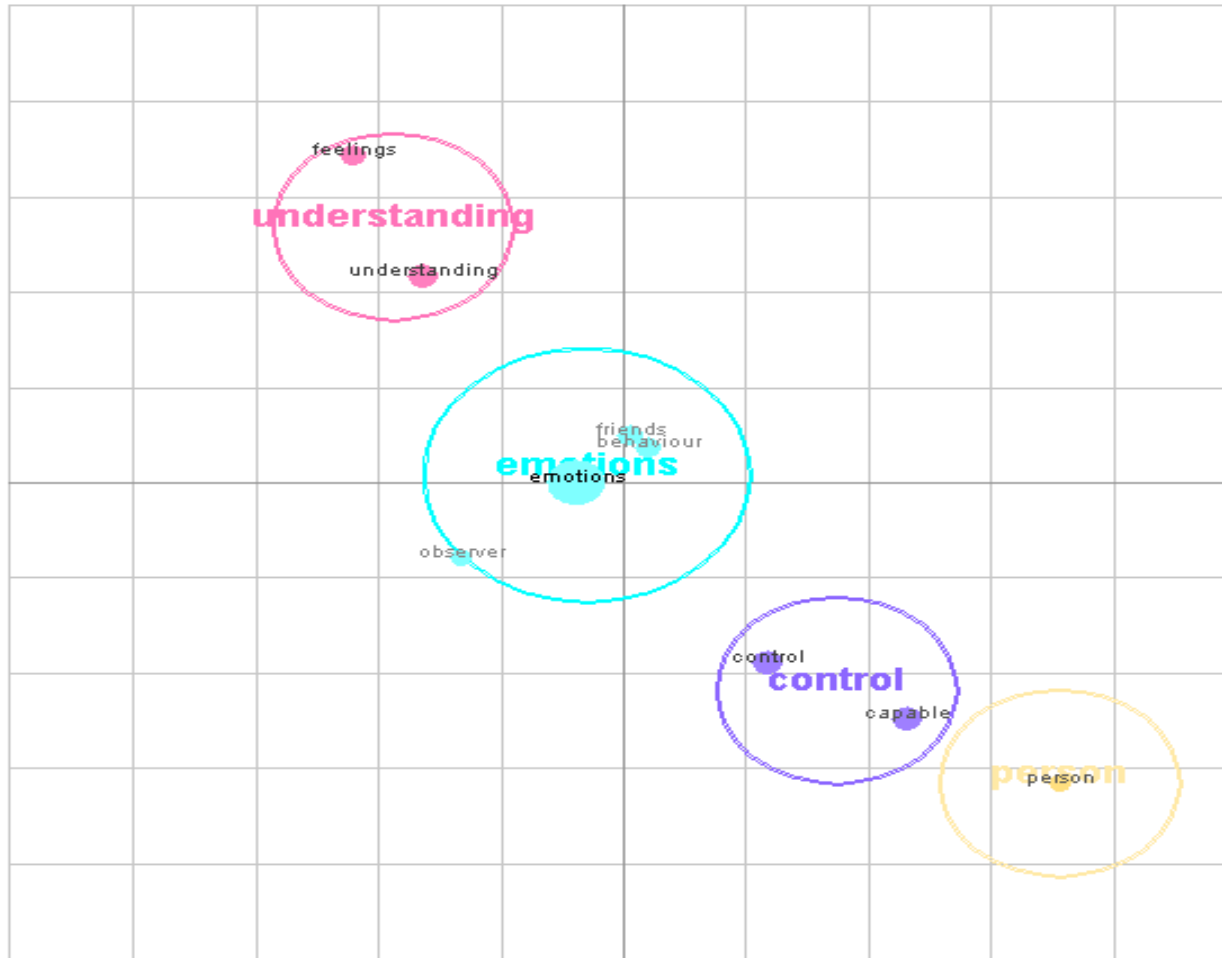 feelings
understanding
understanding
friends
behaviour
emotions
emotions
observer
control
control
capable
person
person